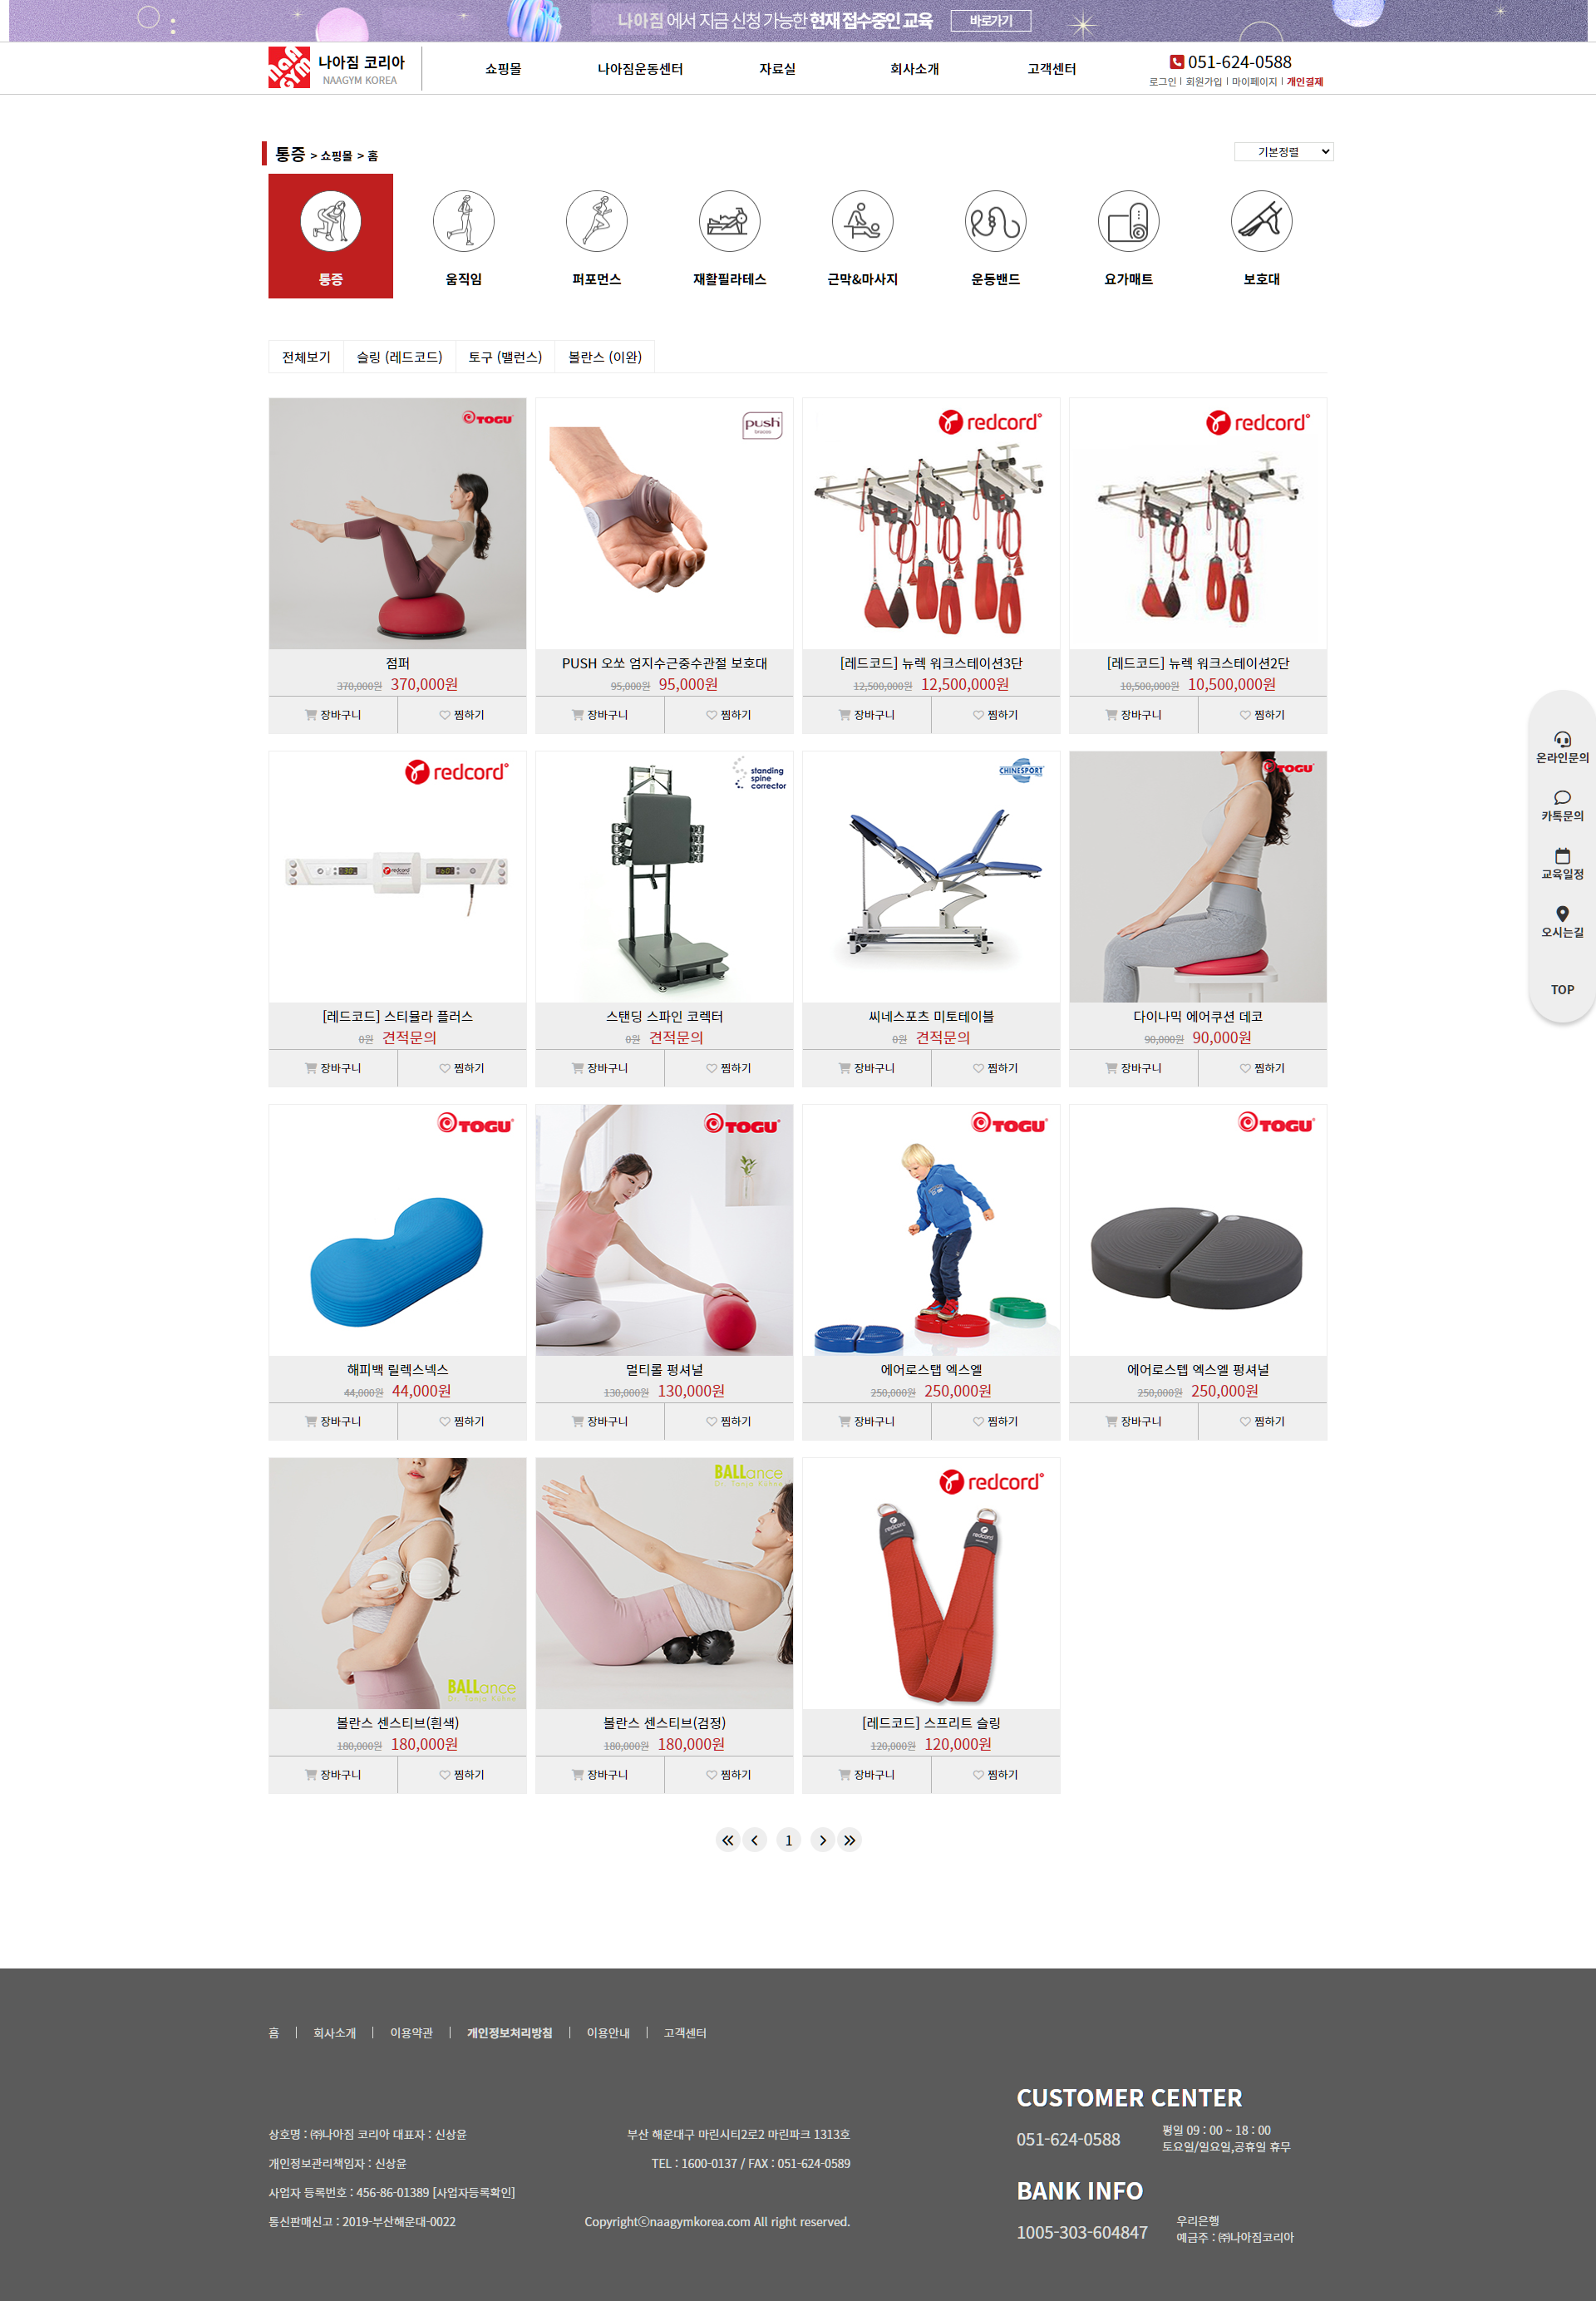 나아짐 에서 지금 신청 가능한 현재 접수중인 교육 바로가기
나아짐 코리아
NAAGYM KOREA
쇼핑몰 나아짐운동센터 자료실 회사소개 고객센터
051-624-0588
로그인 | 회원가입 | 마이페이지 | 개인결제
통증 > 쇼핑몰 > 홈
기본정렬
통증 움직임 퍼포먼스 재활필라테스 근막&마사지 운동밴드 요가매트 보호대
전체보기 슬링 (레드코드) 토구 (밸런스) 볼란스 (이완)
TOGU push braces redcord redcord
점퍼 PUSH 오쏘 엄지수근중수관절 보호대 [레드코드] 뉴렉 워크스테이션3단 [레드코드] 뉴렉 워크스테이션2단
370,000원 370,000원 95,000원 95,000원 12,500,000원 12,500,000원 10,500,000원 10,500,000원
장바구니 찜하기 장바구니 찜하기 장바구니 찜하기 장바구니 찜하기
redcord standing spine corrector CHINESPORT TOGU
[레드코드] 스티뮬라 플러스 스탠딩 스파인 코렉터 씨네스포츠 미토테이블 다이나믹 에어쿠션 데코
0원 견적문의 0원 견적문의 0원 견적문의 90,000원 90,000원
장바구니 찜하기 장바구니 찜하기 장바구니 찜하기 장바구니 찜하기
TOGU TOGU TOGU TOGU
해피백 릴렉스넥스 멀티롤 펑셔널 에어로스탭 엑스엘 에어로스텝 엑스엘 펑셔널
44,000원 44,000원 130,000원 130,000원 250,000원 250,000원 250,000원 250,000원
장바구니 찜하기 장바구니 찜하기 장바구니 찜하기 장바구니 찜하기
BALLance Dr. Tanja Kühne BALLance Dr. Tanja Kühne redcord
볼란스 센스티브(흰색) 볼란스 센스티브(검정) [레드코드] 스프리트 슬링
180,000원 180,000원 180,000원 180,000원 120,000원 120,000원
장바구니 찜하기 장바구니 찜하기 장바구니 찜하기
1
온라인문의
카톡문의
교육일정
오시는길
TOP
홈 | 회사소개 | 이용약관 | 개인정보처리방침 | 이용안내 | 고객센터
상호명 : ㈜나아짐 코리아 대표자 : 신상윤
개인정보관리책임자 : 신상윤
사업자 등록번호 : 456-86-01389 [사업자등록확인]
통신판매신고 : 2019-부산해운대-0022
부산 해운대구 마린시티2로2 마린파크 1313호
TEL : 1600-0137 / FAX : 051-624-0589
Copyrightⓒnaagymkorea.com All right reserved.
CUSTOMER CENTER
051-624-0588
평일 09 : 00 ~ 18 : 00
토요일/일요일,공휴일 휴무
BANK INFO
1005-303-604847
우리은행
예금주 : ㈜나아짐코리아